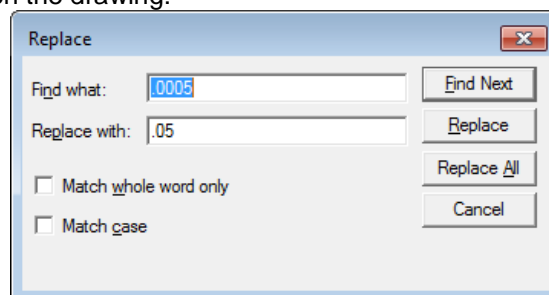 on the drawing.
Replace
Find what: .0005 Find Next
Replace with: .05 Replace
Replace All
Match whole word only
Cancel
Match case